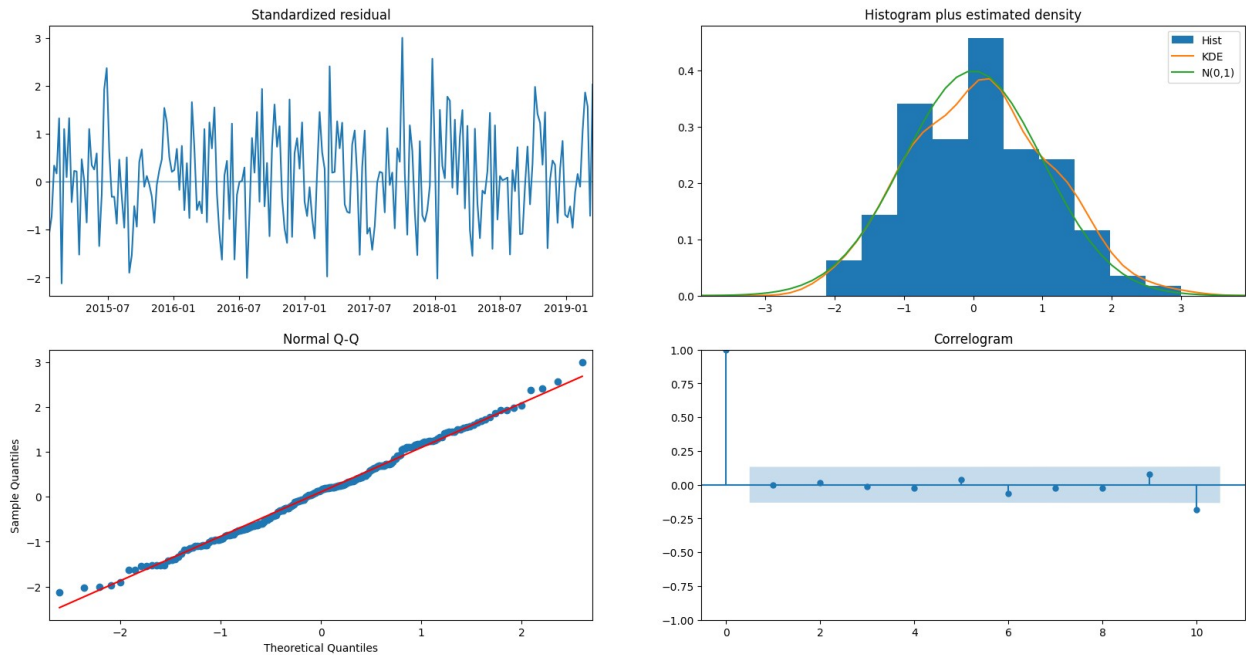 Standardized residual
3
2
1
0
−1
−2
2015-07 2016-01 2016-07 2017-01 2017-07 2018-01 2018-07 2019-01
Histogram plus estimated density
Hist
KDE
N(0,1)
0.4
0.3
0.2
0.1
0.0
−3 −2 −1 0 1 2 3
Normal Q-Q
Sample Quantiles
3
2
1
0
−1
−2
−2 −1 0 1 2
Theoretical Quantiles
Correlogram
1.00
0.75
0.50
0.25
0.00
−0.25
−0.50
−0.75
−1.00
0 2 4 6 8 10